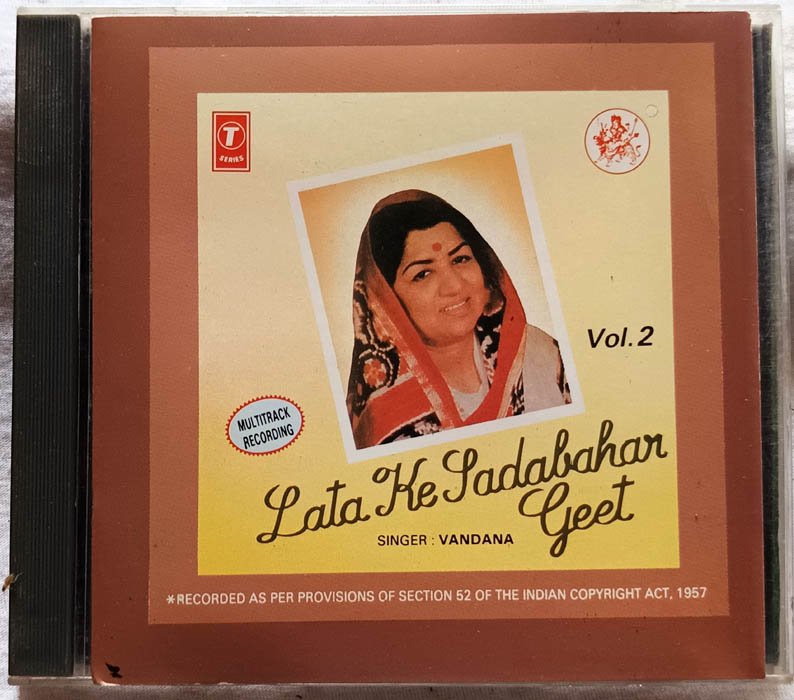 T
SERIES
Vol. 2
MULTITRACK
RECORDING
Lata Ke Sadabahar
Geet
SINGER : VANDANA
*RECORDED AS PER PROVISIONS OF SECTION 52 OF THE INDIAN COPYRIGHT ACT, 1957